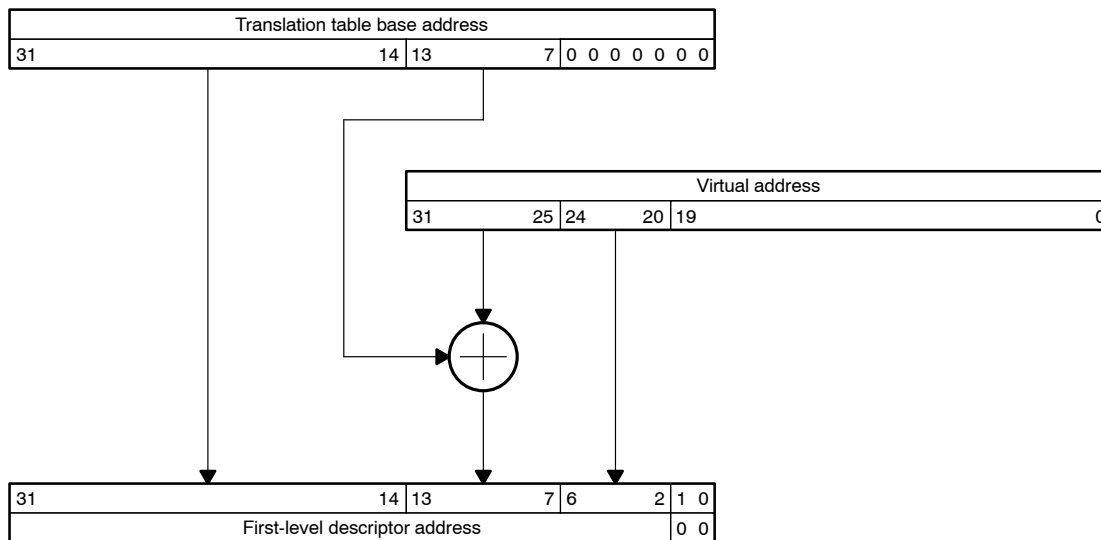 Translation table base address
31 14 13 7 0 0 0 0 0 0 0
Virtual address
31 25 24 20 19 0
31 14 13 7 6 2 1 0
First-level descriptor address 0 0